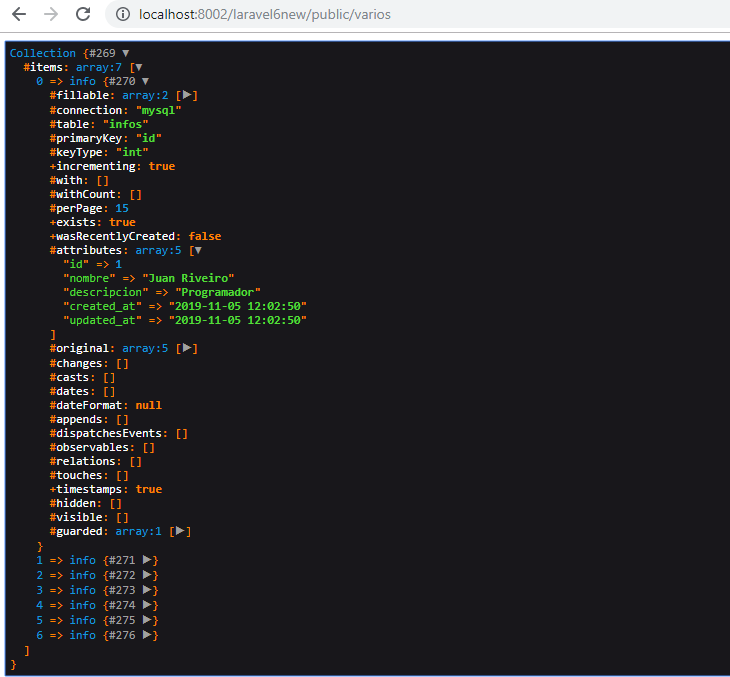 localhost:8002/laravel6new/public/varios
Collection {#269 ▼
#items: array:7 [▼
0 => info {#270 ▼
#fillable: array:2 [▶]
#connection: "mysql"
#table: "infos"
#primaryKey: "id"
#keyType: "int"
+incrementing: true
#with: []
#withCount: []
#perPage: 15
+exists: true
+wasRecentlyCreated: false
#attributes: array:5 [▼
"id" => 1
"nombre" => "Juan Riveiro"
"descripcion" => "Programador"
"created_at" => "2019-11-05 12:02:50"
"updated_at" => "2019-11-05 12:02:50"
]
#original: array:5 [▶]
#changes: []
#casts: []
#dates: []
#dateFormat: null
#appends: []
#dispatchesEvents: []
#observables: []
#relations: []
#touches: []
+timestamps: true
#hidden: []
#visible: []
#guarded: array:1 [▶]
}
1 => info {#271 ▶}
2 => info {#272 ▶}
3 => info {#273 ▶}
4 => info {#274 ▶}
5 => info {#275 ▶}
6 => info {#276 ▶}
]
}